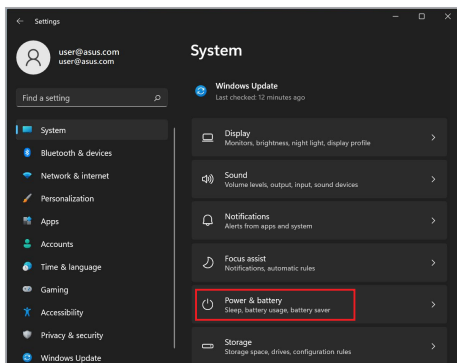 Settings
user@asus.com
user@asus.com
Find a setting
System
Bluetooth & devices
Network & internet
Personalization
Apps
Accounts
Time & language
Gaming
Accessibility
Privacy & security
Windows Update
System
Windows Update
Last checked: 12 minutes ago
Display
Monitors, brightness, night light, display profile
Sound
Volume levels, output, input, sound devices
Notifications
Alerts from apps and system
Focus assist
Notifications, automatic rules
Power & battery
Sleep, battery usage, battery saver
Storage
Storage space, drives, configuration rules